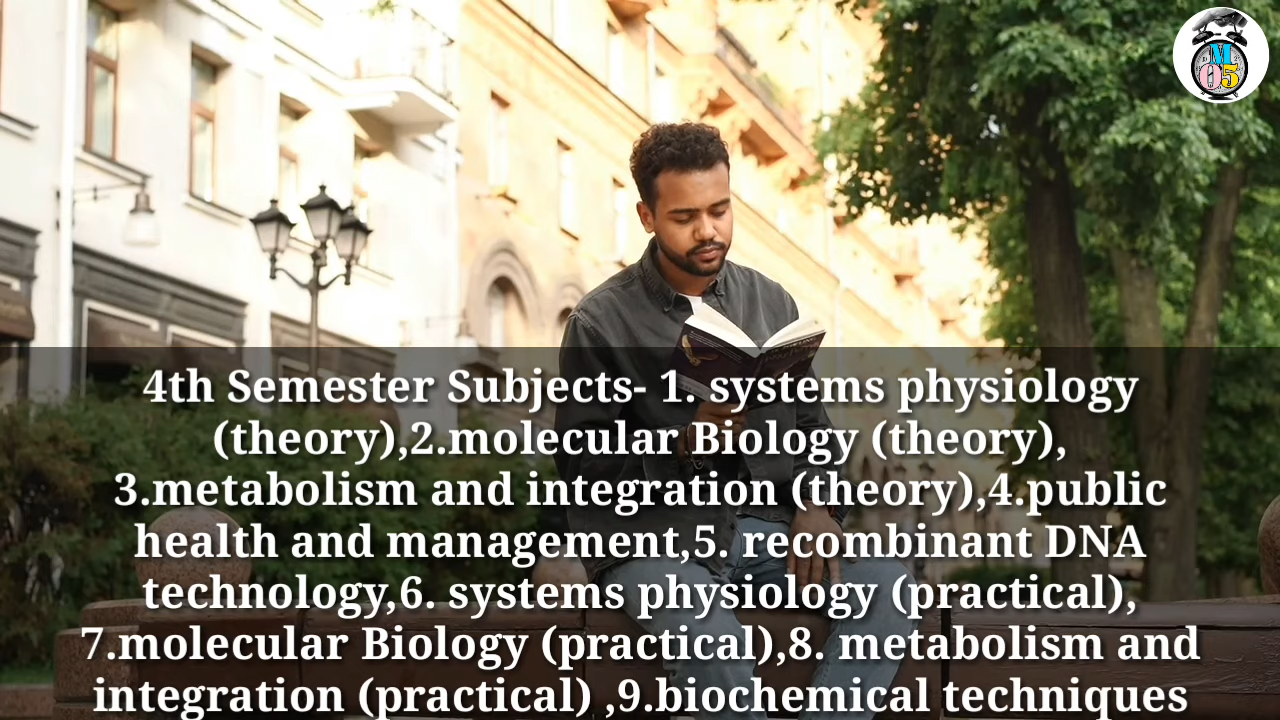 M
05
4th Semester Subjects- 1. systems physiology
(theory),2.molecular Biology (theory),
3.metabolism and integration (theory),4.public
health and management,5. recombinant DNA
technology,6. systems physiology (practical),
7.molecular Biology (practical),8. metabolism and
integration (practical) ,9.biochemical techniques